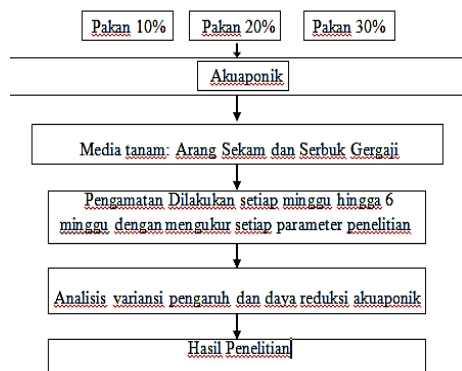 Pakan 10% Pakan 20% Pakan 30%
Akuaponik
Media tanam: Arang Sekam dan Serbuk Gergaji
Pengamatan Dilakukan setiap minggu hingga 6
minggu dengan mengukur setiap parameter penelitian
Analisis variansi pengaruh dan daya reduksi akuaponik
Hasil Penelitian